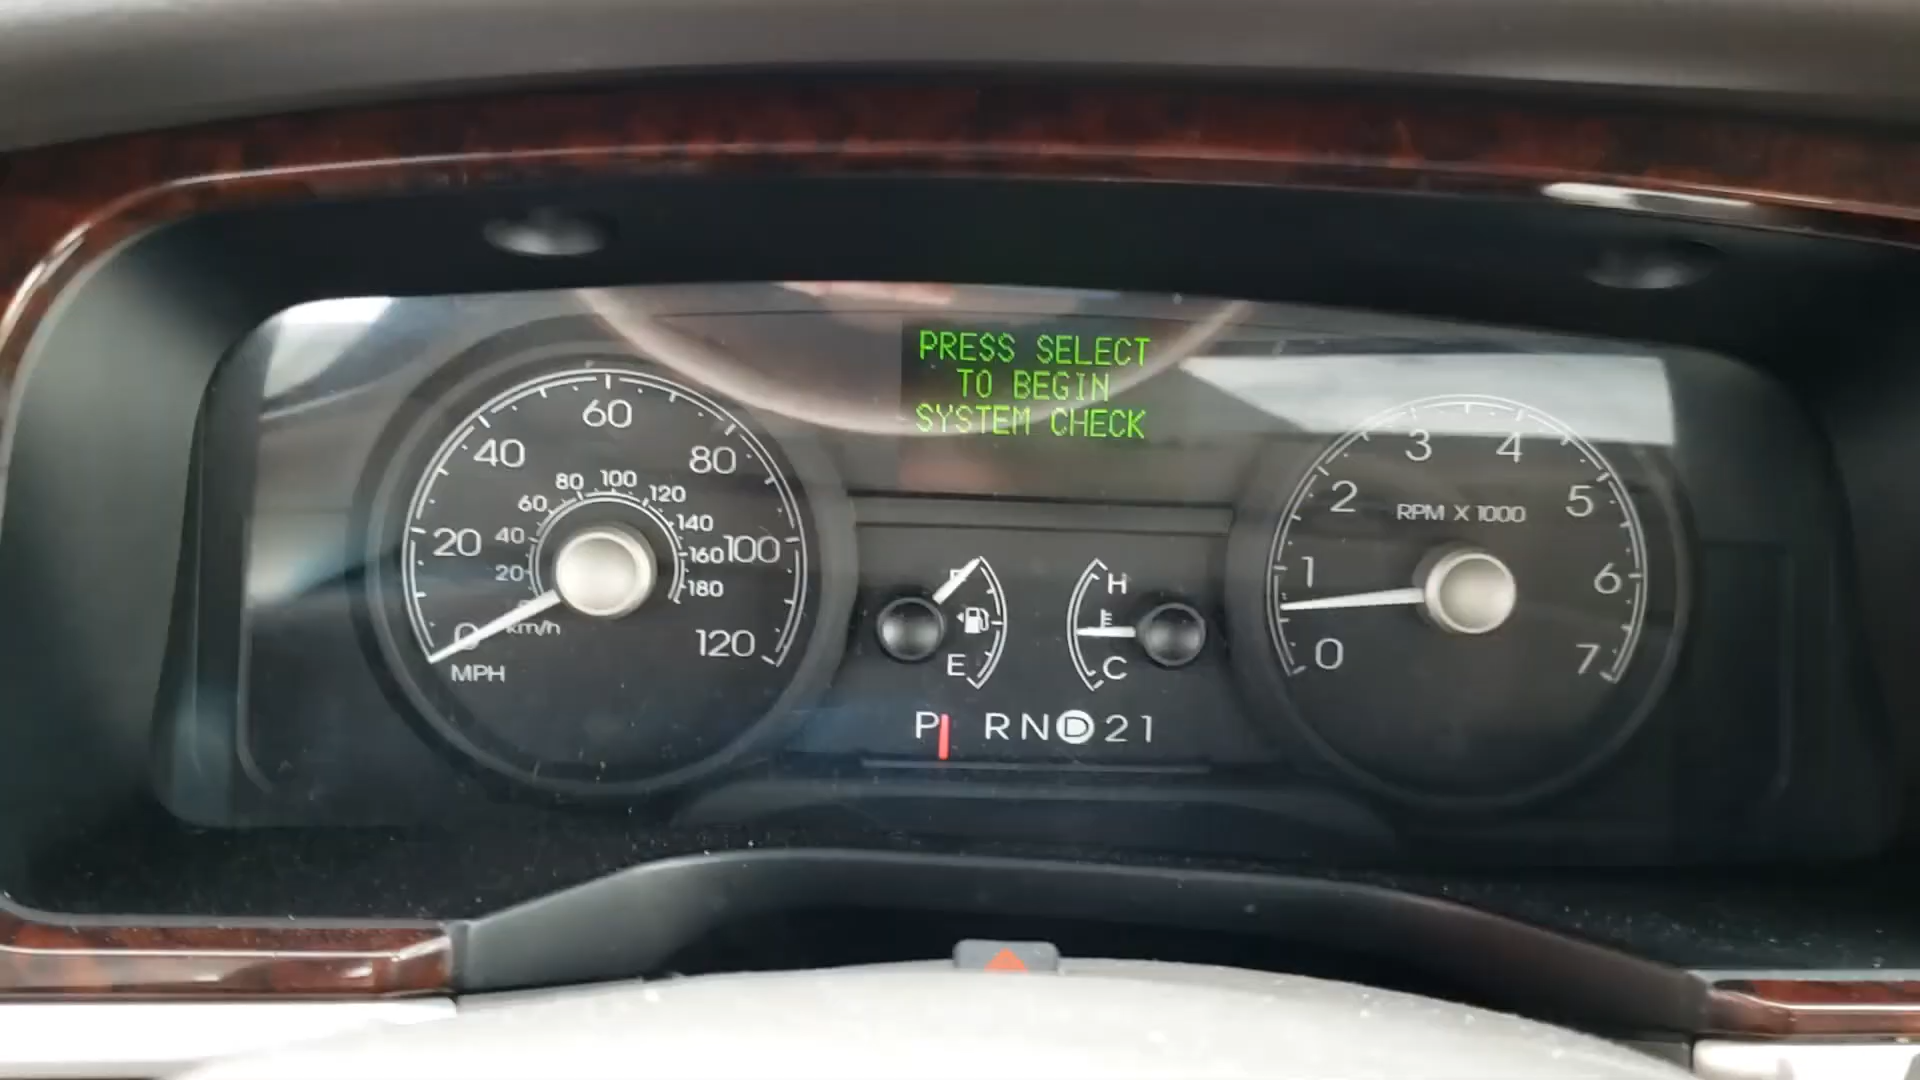 PRESS SELECT
TO BEGIN
SYSTEM CHECK
0 20 40 60 80 100 120
20 40 60 80 100 120 140 160 180
km/h
MPH
F
E
H
C
P R N D 2 1
0 1 2 3 4 5 6 7
RPM X 1000